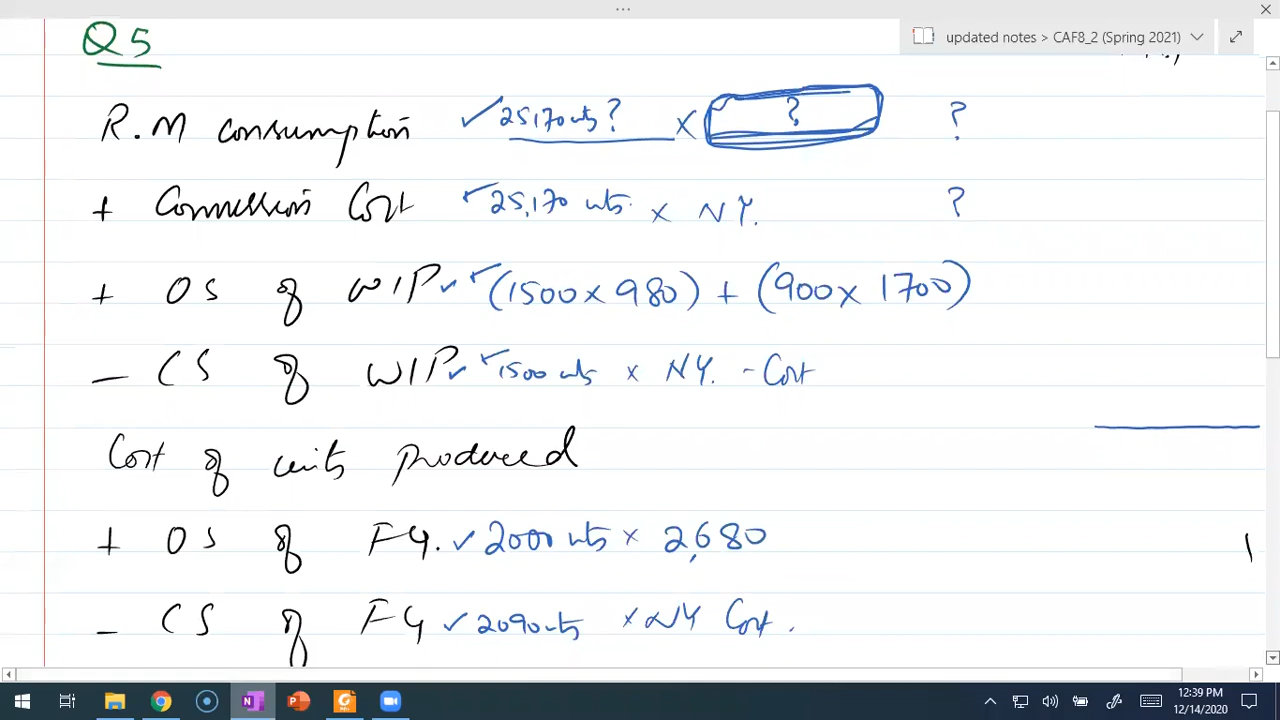 ...
updated notes > CAF8_2 (Spring 2021)
Q5
R.M consumption ✓25,170 uts? × ? ?
+ Conversion Cost ✓25,170 uts. × NY. ?
+ OS of WIP ✓ ✓(1500 × 980) + (900 × 1700)
- CS of WIP ✓ ✓1500 uts × NY. - Cost
Cost of units produced
+ OS of FG. ✓ 2000 uts × 2,680
- CS of FG ✓ 2090 uts × NY Cost.
12:39 PM
12/14/2020